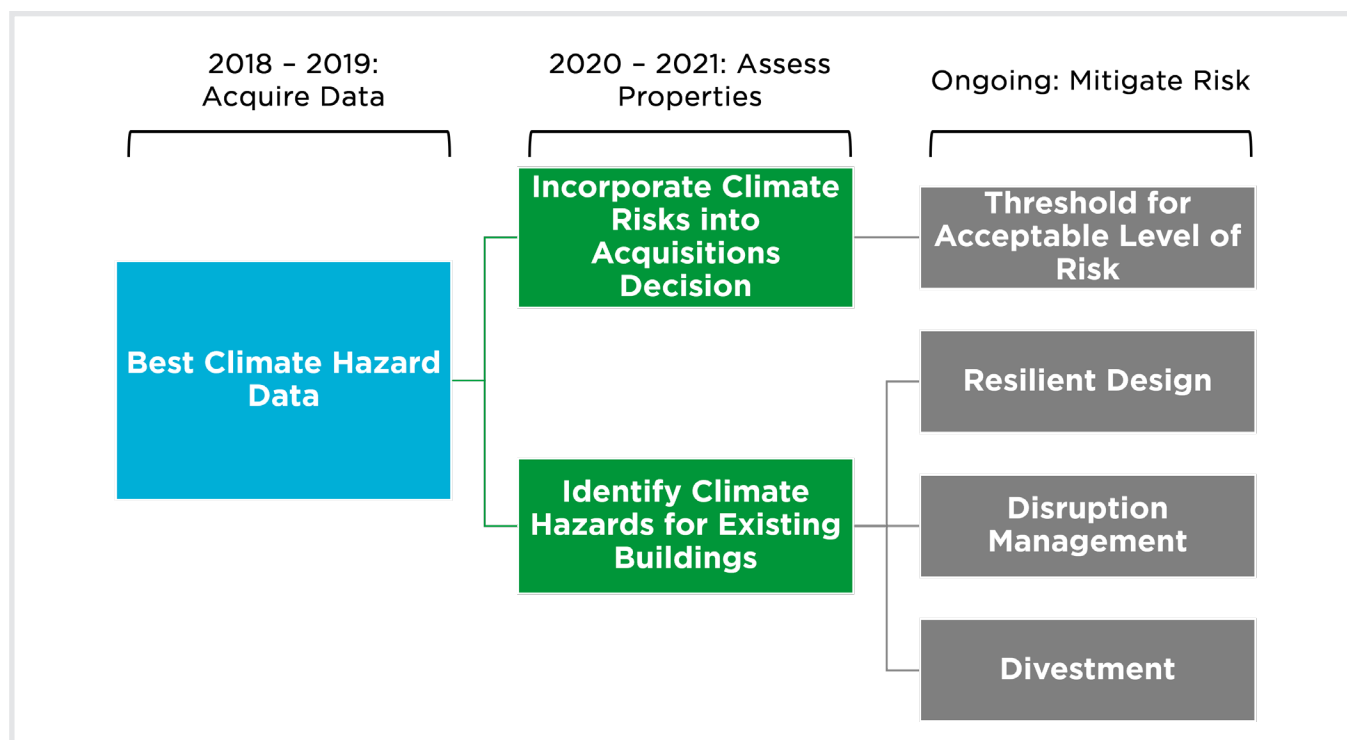 2018 – 2019:
Acquire Data
2020 – 2021: Assess
Properties
Ongoing: Mitigate Risk
Best Climate Hazard
Data
Incorporate Climate
Risks into
Acquisitions
Decision
Identify Climate
Hazards for Existing
Buildings
Threshold for
Acceptable Level of
Risk
Resilient Design
Disruption
Management
Divestment